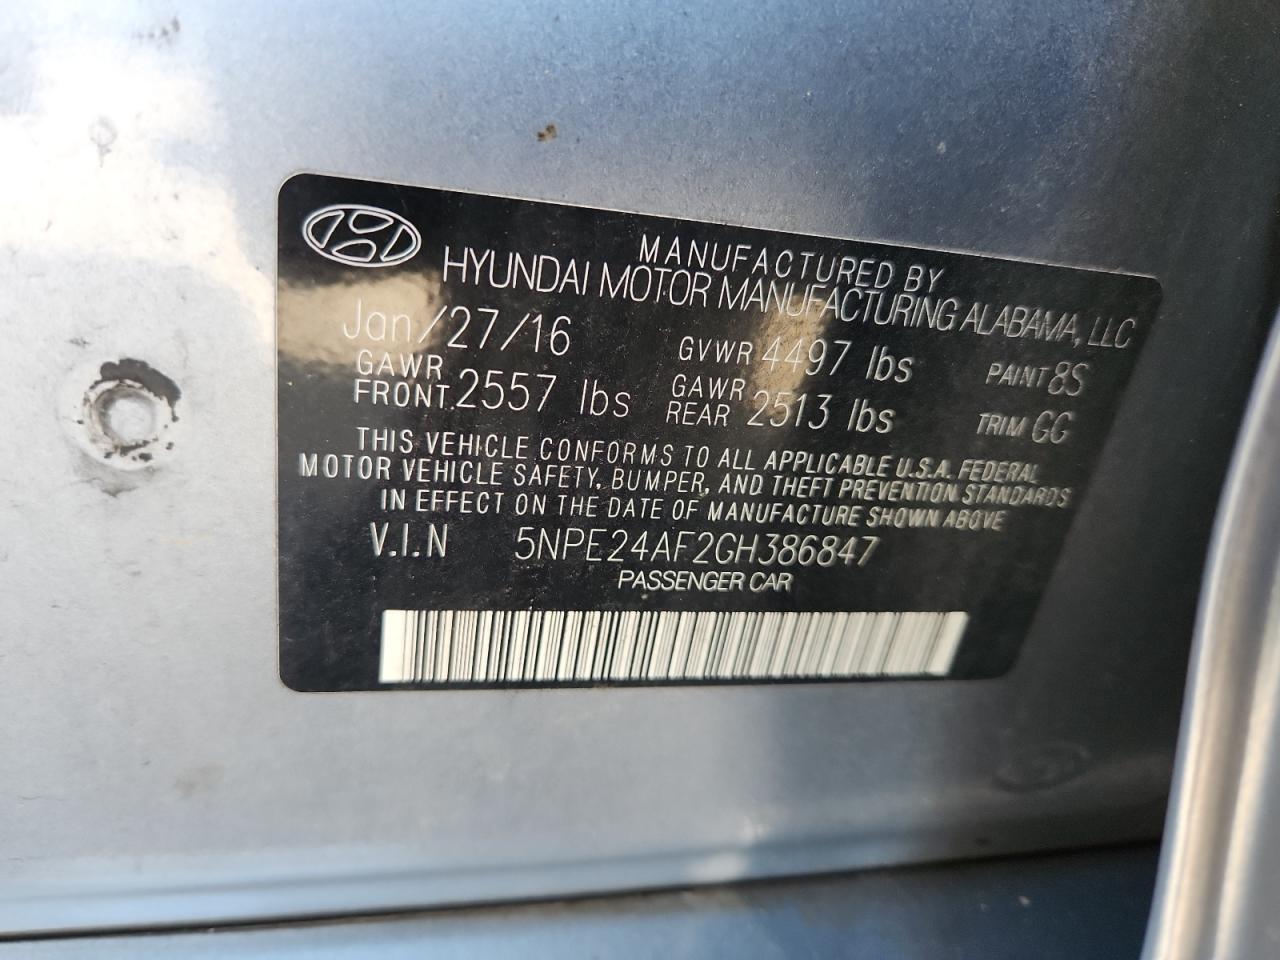 MANUFACTURED BY
HYUNDAI MOTOR MANUFACTURING ALABAMA, LLC
Jan/27/16 GVWR 4497 lbs PAINT 8S
GAWR FRONT 2557 lbs GAWR REAR 2513 lbs TRIM GG
THIS VEHICLE CONFORMS TO ALL APPLICABLE U.S.A. FEDERAL
MOTOR VEHICLE SAFETY, BUMPER, AND THEFT PREVENTION STANDARDS
IN EFFECT ON THE DATE OF MANUFACTURE SHOWN ABOVE
V.I.N 5NPE24AF2GH386847
PASSENGER CAR